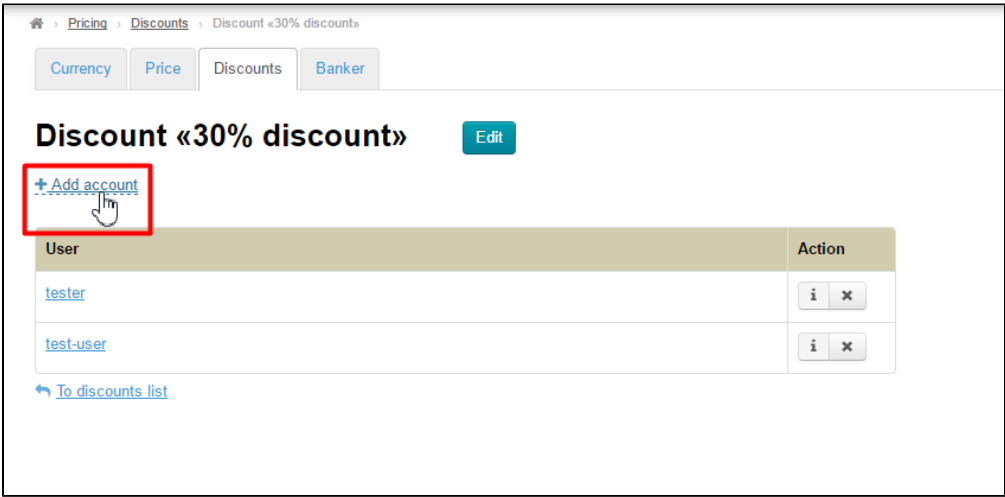 Pricing › Discounts › Discount «30% discount»
Currency Price Discounts Banker
Discount «30% discount» Edit
+ Add account
User Action
tester i ×
test-user i ×
To discounts list